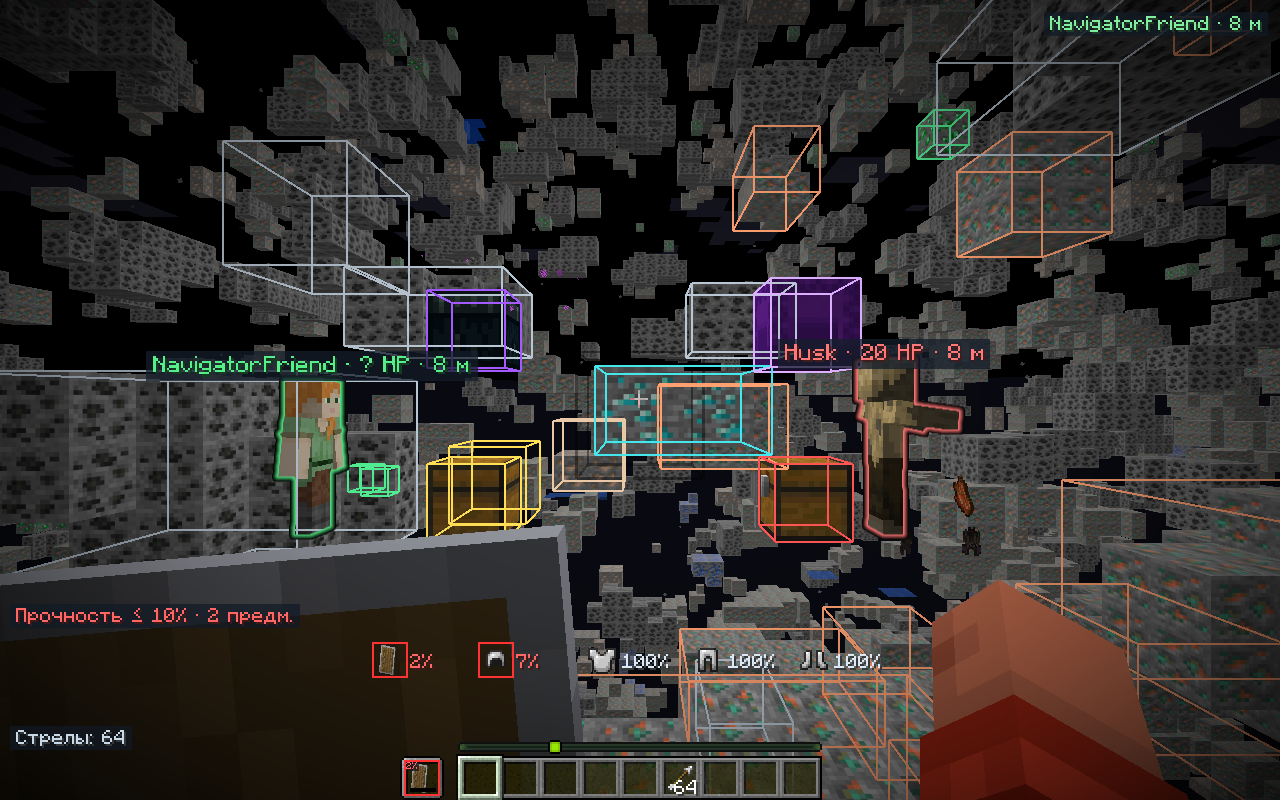 NavigatorFriend · 8 м
NavigatorFriend · ? HP · 8 м
Husk · 20 HP · 8 м
Прочность ≤ 10% · 2 предм.
2%
7%
100%
100%
100%
Стрелы: 64
2%
64